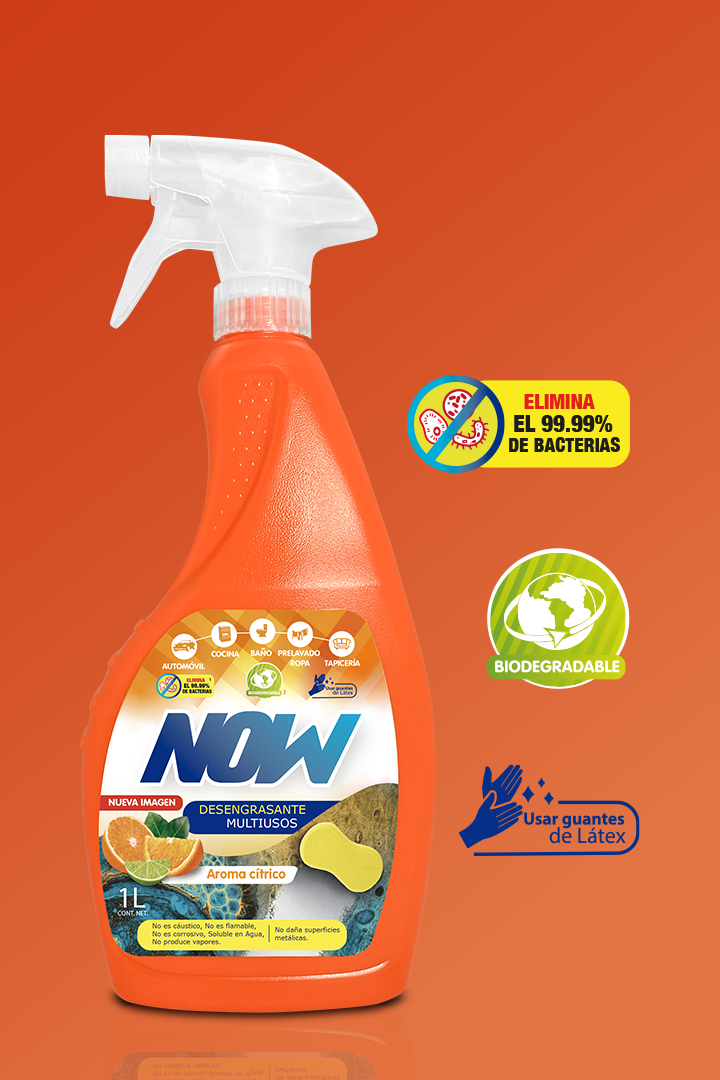 ELIMINA
EL 99.99%
DE BACTERIAS
BIODEGRADABLE
Usar guantes
de Látex
AUTOMÓVIL
COCINA
BAÑO
PRELAVADO
ROPA
TAPICERÍA
ELIMINA 1
EL 99.99%
DE BACTERIAS
BIODEGRADABLE 2
Usar guantes
de Látex
NOW
NUEVA IMAGEN
DESENGRASANTE
MULTIUSOS
Aroma cítrico
1L
CONT. NET.
No es cáustico, No es flamable,
No es corrosivo, Soluble en Agua,
No produce vapores.
No daña superficies
metálicas.